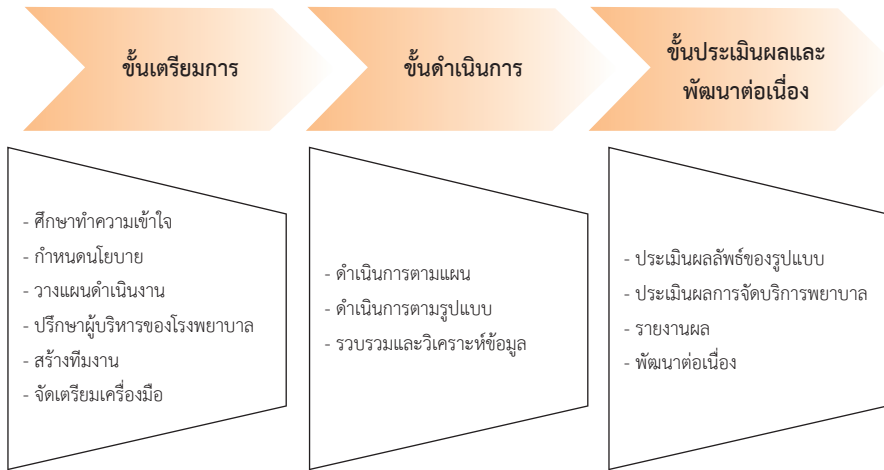 ขั้นเตรียมการ
ขั้นดำเนินการ
ขั้นประเมินผลและ
พัฒนาต่อเนื่อง
- ศึกษาทำความเข้าใจ
- กำหนดนโยบาย
- วางแผนดำเนินงาน
- ปรึกษาผู้บริหารของโรงพยาบาล
- สร้างทีมงาน
- จัดเตรียมเครื่องมือ
- ดำเนินการตามแผน
- ดำเนินการตามรูปแบบ
- รวบรวมและวิเคราะห์ข้อมูล
- ประเมินผลลัพธ์ของรูปแบบ
- ประเมินผลการจัดบริการพยาบาล
- รายงานผล
- พัฒนาต่อเนื่อง